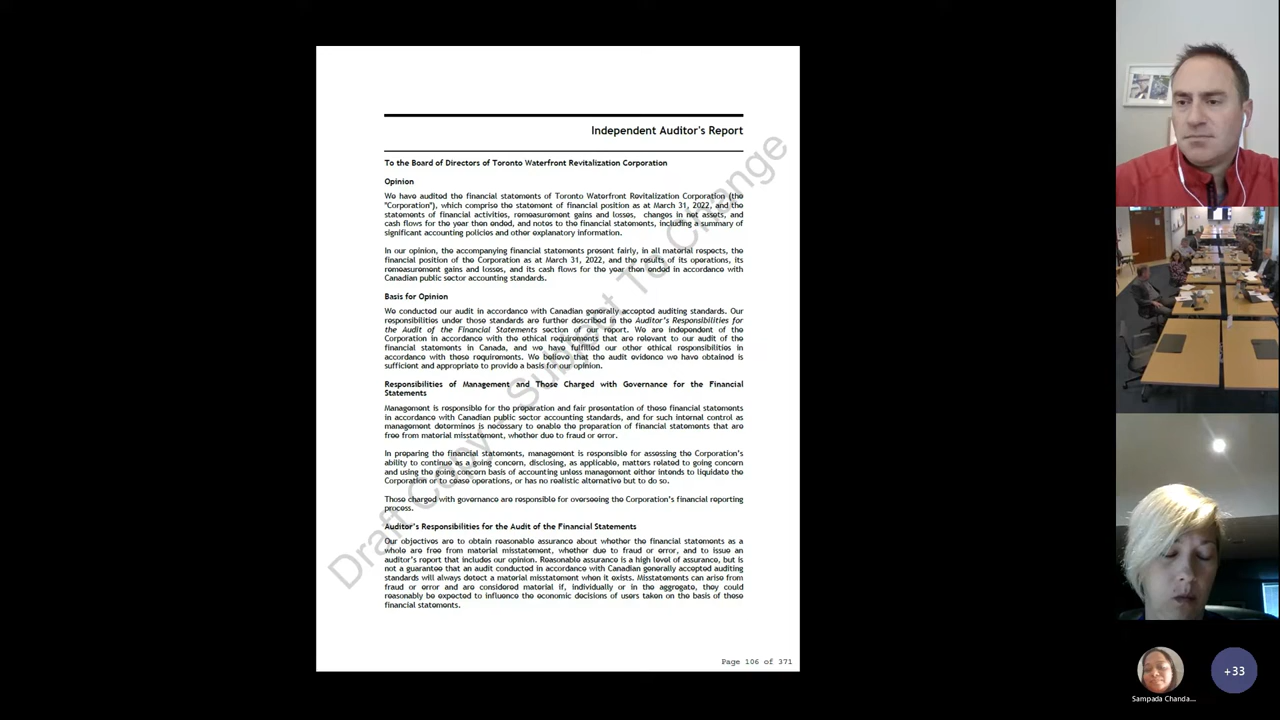 Independent Auditor's Report
To the Board of Directors of Toronto Waterfront Revitalization Corporation
Opinion
We have audited the financial statements of Toronto Waterfront Revitalization Corporation (the
"Corporation"), which comprise the statement of financial position as at March 31, 2022, and the
statements of financial activities, remeasurement gains and losses, changes in net assets, and
cash flows for the year then ended, and notes to the financial statements, including a summary of
significant accounting policies and other explanatory information.
In our opinion, the accompanying financial statements present fairly, in all material respects, the
financial position of the Corporation as at March 31, 2022, and the results of its operations, its
remeasurement gains and losses, and its cash flows for the year then ended in accordance with
Canadian public sector accounting standards.
Basis for Opinion
We conducted our audit in accordance with Canadian generally accepted auditing standards. Our
responsibilities under those standards are further described in the Auditor's Responsibilities for
the Audit of the Financial Statements section of our report. We are independent of the
Corporation in accordance with the ethical requirements that are relevant to our audit of the
financial statements in Canada, and we have fulfilled our other ethical responsibilities in
accordance with these requirements. We believe that the audit evidence we have obtained is
sufficient and appropriate to provide a basis for our opinion.
Responsibilities of Management and Those Charged with Governance for the Financial
Statements
Management is responsible for the preparation and fair presentation of these financial statements
in accordance with Canadian public sector accounting standards, and for such internal control as
management determines is necessary to enable the preparation of financial statements that are
free from material misstatement, whether due to fraud or error.
In preparing the financial statements, management is responsible for assessing the Corporation's
ability to continue as a going concern, disclosing, as applicable, matters related to going concern
and using the going concern basis of accounting unless management either intends to liquidate the
Corporation or to cease operations, or has no realistic alternative but to do so.
Those charged with governance are responsible for overseeing the Corporation's financial reporting
process.
Auditor's Responsibilities for the Audit of the Financial Statements
Our objectives are to obtain reasonable assurance about whether the financial statements as a
whole are free from material misstatement, whether due to fraud or error, and to issue an
auditor's report that includes our opinion. Reasonable assurance is a high level of assurance, but is
not a guarantee that an audit conducted in accordance with Canadian generally accepted auditing
standards will always detect a material misstatement when it exists. Misstatements can arise from
fraud or error and are considered material if, individually or in the aggregate, they could
reasonably be expected to influence the economic decisions of users taken on the basis of these
financial statements.
Draft Copy - Subject To Change
Page 106 of 371
Sampada Chanda...
+33